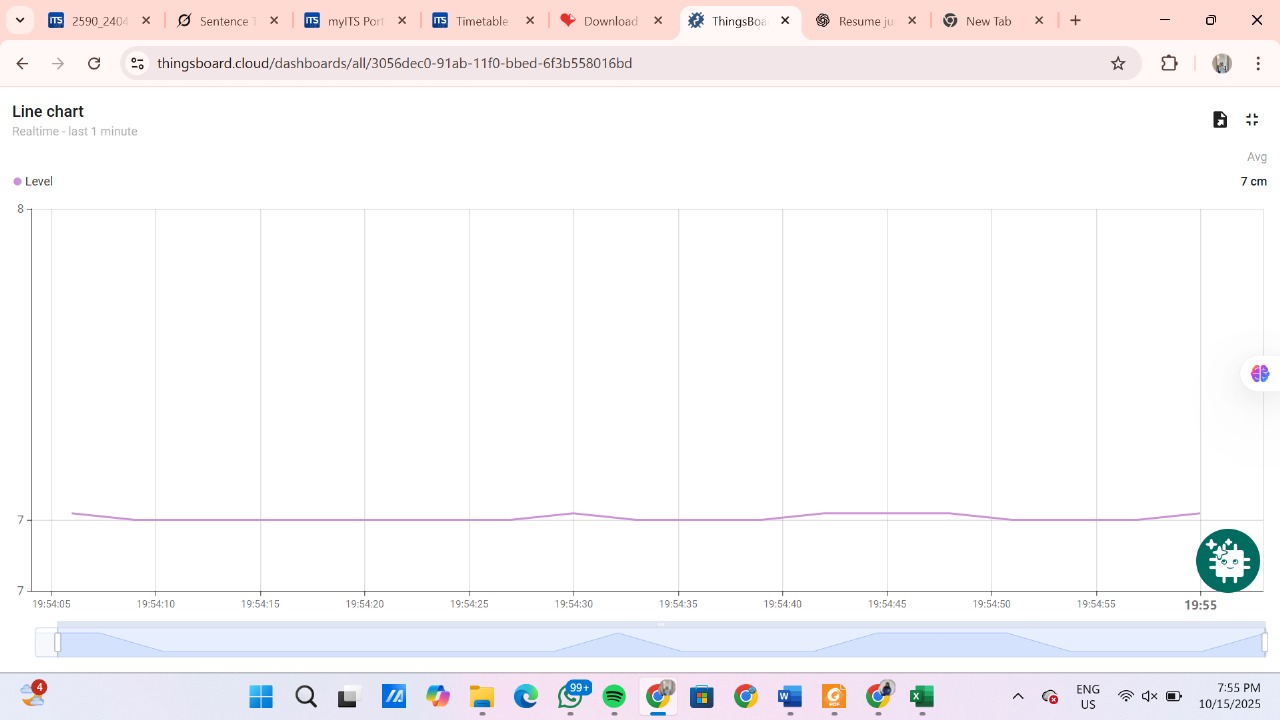 2590_2404
Sentence T
myITS Port
Timetable
Download
ThingsBoa
Resume ju
New Tab
thingsboard.cloud/dashboards/all/3056dec0-91ab-11f0-bbed-6f3b558016bd
Line chart
Realtime - last 1 minute
Avg
Level
7 cm
8
7
7
19:54:05 19:54:10 19:54:15 19:54:20 19:54:25 19:54:30 19:54:35 19:54:40 19:54:45 19:54:50 19:54:55 19:55
4
99+
ENG
US
7:55 PM
10/15/2025